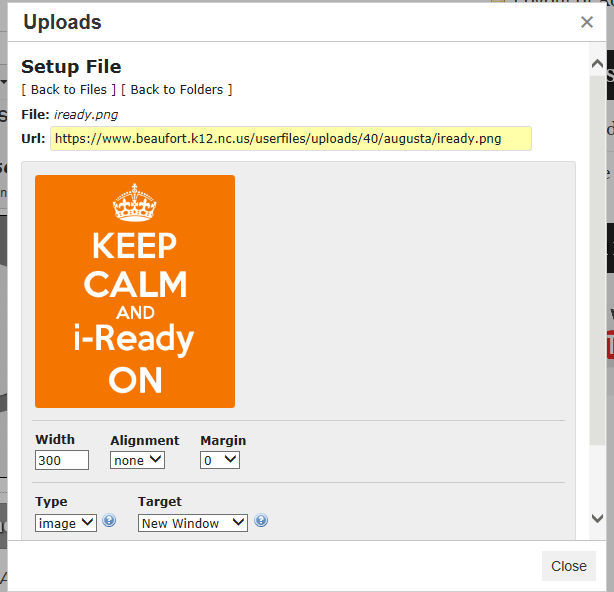 Uploads
Setup File
[ Back to Files ] [ Back to Folders ]
File: iready.png
Url: https://www.beaufort.k12.nc.us/userfiles/uploads/40/augusta/iready.png
KEEP
CALM
AND
i-Ready
ON
Width Alignment Margin
300 none 0
Type Target
image New Window
Close